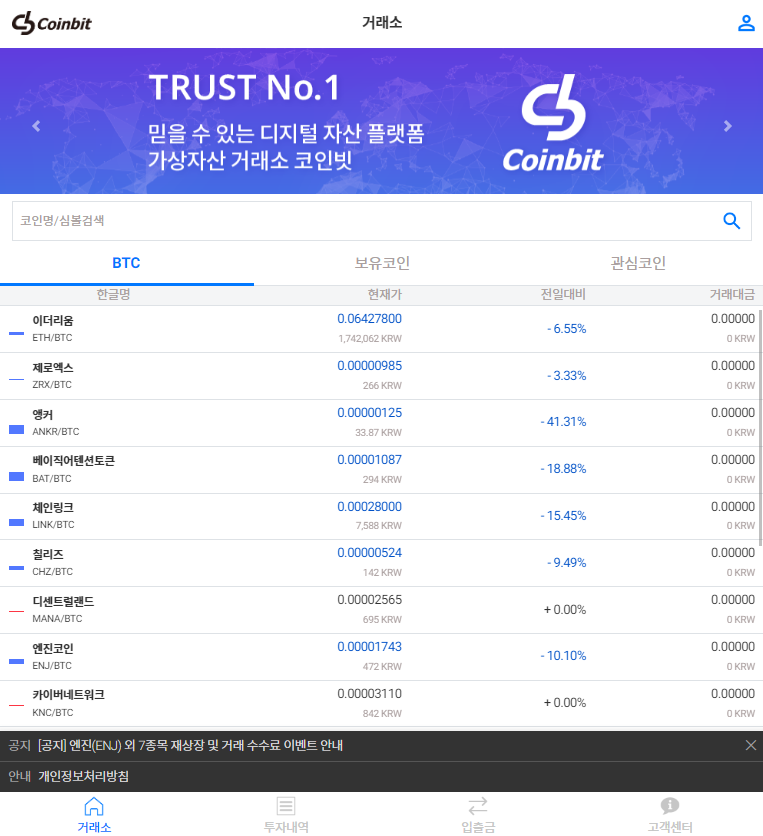 Coinbit
거래소
TRUST No.1
믿을 수 있는 디지털 자산 플랫폼
가상자산 거래소 코인빗
Coinbit
코인명/심볼검색
BTC 보유코인 관심코인
한글명 현재가 전일대비 거래대금
이더리움 0.06427800 - 6.55% 0.00000
ETH/BTC 1,742,062 KRW 0 KRW
제로엑스 0.00000985 - 3.33% 0.00000
ZRX/BTC 266 KRW 0 KRW
앵커 0.00000125 - 41.31% 0.00000
ANKR/BTC 33.87 KRW 0 KRW
베이직어텐션토큰 0.00001087 - 18.88% 0.00000
BAT/BTC 294 KRW 0 KRW
체인링크 0.00028000 - 15.45% 0.00000
LINK/BTC 7,588 KRW 0 KRW
칠리즈 0.00000524 - 9.49% 0.00000
CHZ/BTC 142 KRW 0 KRW
디센트럴랜드 0.00002565 + 0.00% 0.00000
MANA/BTC 695 KRW 0 KRW
엔진코인 0.00001743 - 10.10% 0.00000
ENJ/BTC 472 KRW 0 KRW
카이버네트워크 0.00003110 + 0.00% 0.00000
KNC/BTC 842 KRW 0 KRW
공지 [공지] 엔진(ENJ) 외 7종목 재상장 및 거래 수수료 이벤트 안내
안내 개인정보처리방침
거래소 투자내역 입출금 고객센터